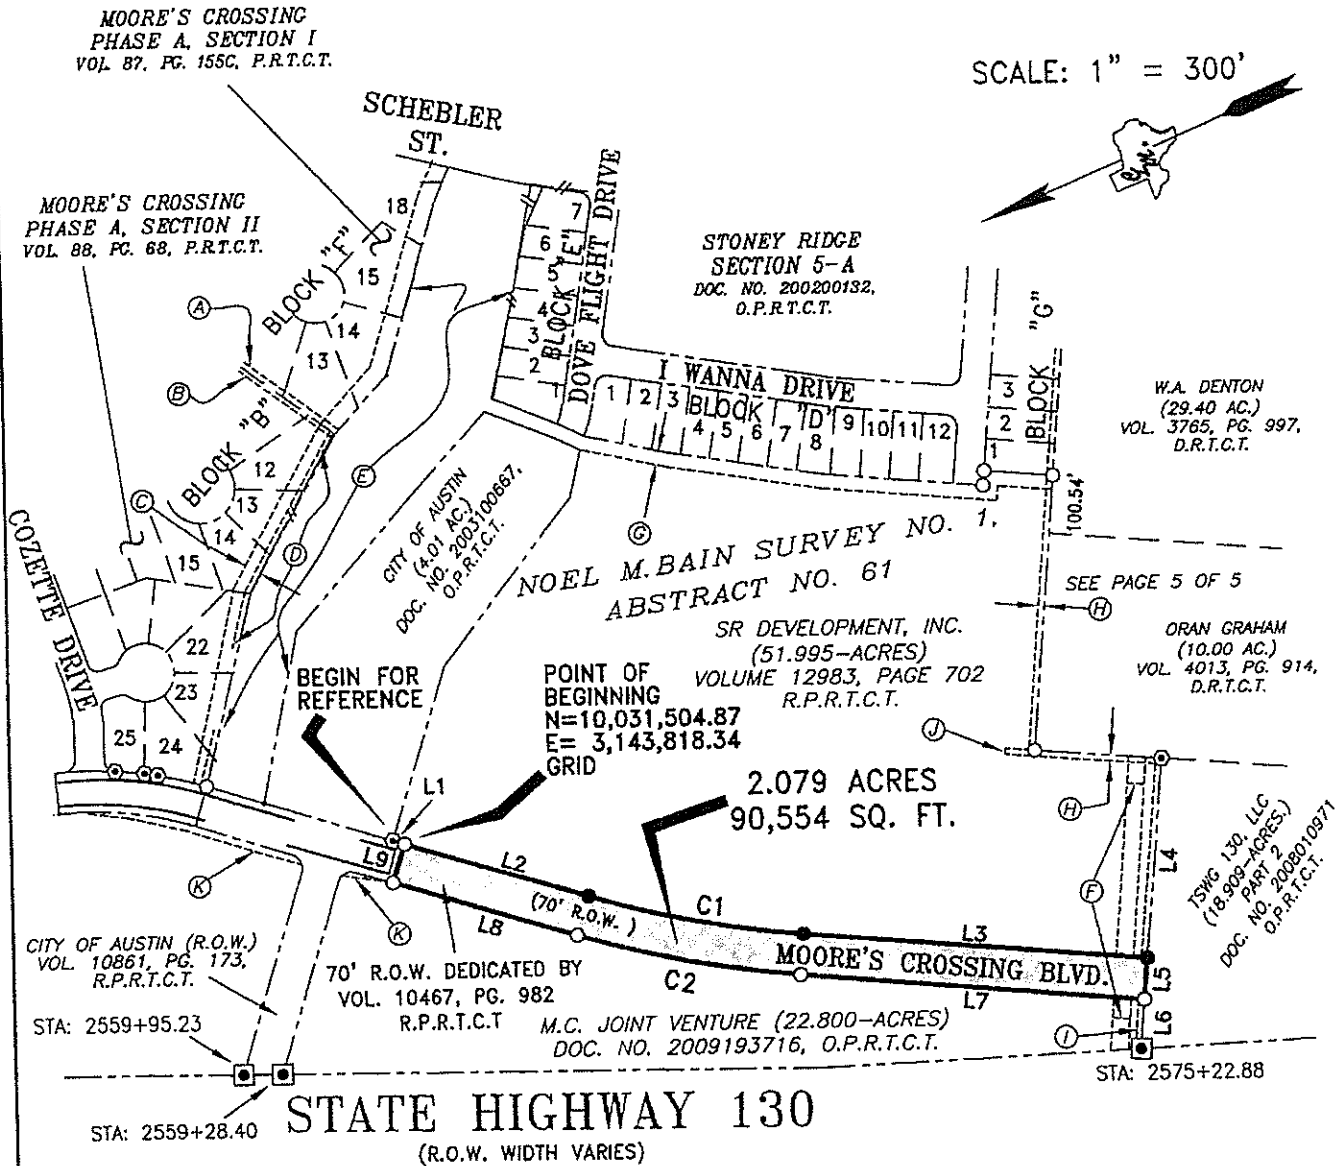 MOORE'S CROSSING
PHASE A, SECTION I
VOL. 87, PG. 155C, P.R.T.C.T.
SCALE: 1" = 300'
SCHEBLER
ST.
MOORE'S CROSSING
PHASE A, SECTION II
VOL. 88, PG. 68, P.R.T.C.T.
18
BLOCK "F"
15
14
13
A
B
7
6
5
4
3
2
1
BLOCK "E"
DOVE FLIGHT DRIVE
STONEY RIDGE
SECTION 5-A
DOC. NO. 200200132,
O.P.R.T.C.T.
I WANNA DRIVE
1
2
3
BLOCK "D"
4
5
6
7
8
9
10
11
12
BLOCK "G"
3
2
1
W.A. DENTON
(29.40 AC.)
VOL. 3765, PG. 997,
D.R.T.C.T.
BLOCK "B"
12
13
14
15
C
D
E
G
COZETTE DRIVE
22
23
24
25
CITY OF AUSTIN
(4.01 AC.)
DOC. NO. 2003100667,
O.P.R.T.C.T.
NOEL M. BAIN SURVEY NO. 1,
ABSTRACT NO. 61
100.54'
SEE PAGE 5 OF 5
H
SR DEVELOPMENT, INC.
(51.995-ACRES)
VOLUME 12983, PAGE 702
R.P.R.T.C.T.
ORAN GRAHAM
(10.00 AC.)
VOL. 4013, PG. 914,
D.R.T.C.T.
BEGIN FOR
REFERENCE
POINT OF
BEGINNING
N=10,031,504.87
E= 3,143,818.34
GRID
J
H
L1
2.079 ACRES
90,554 SQ. FT.
TSWG 130, LLC
(18.909-ACRES.)
PART 2
DOC. NO. 2008010971
O.P.R.T.C.T.
L4
F
L9
L2
(70' R.O.W. )
C1
L3
K
K
L8
C2
MOORE'S CROSSING BLVD.
L7
L5
L6
I
CITY OF AUSTIN (R.O.W.)
VOL. 10861, PG. 173,
R.P.R.T.C.T.
70' R.O.W. DEDICATED BY
VOL. 10467, PG. 982
R.P.R.T.C.T
M.C. JOINT VENTURE (22.800-ACRES)
DOC. NO. 2009193716, O.P.R.T.C.T.
STA: 2559+95.23
STA: 2575+22.88
STA: 2559+28.40
STATE HIGHWAY 130
(R.O.W. WIDTH VARIES)